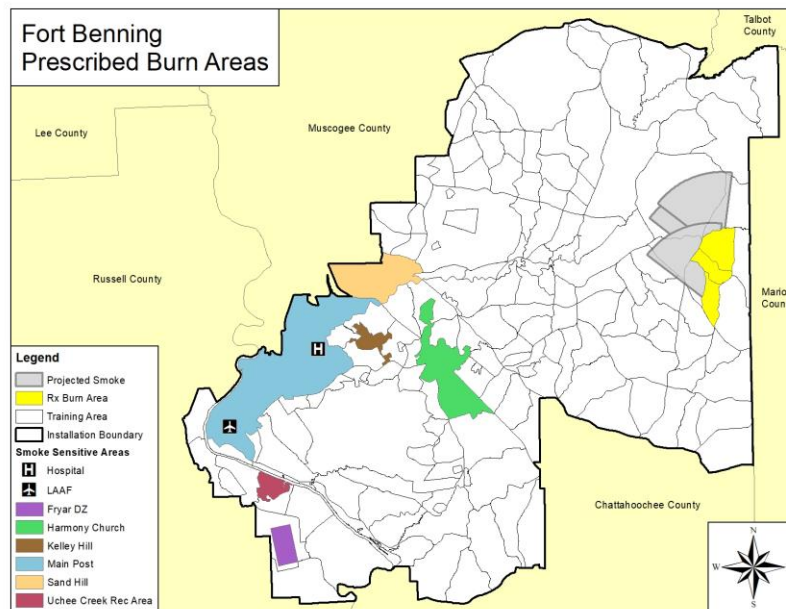 Fort Benning
Prescribed Burn Areas
Talbot
County
Lee County
Muscogee County
Russell County
Mario
Coun
Chattahoochee County
Legend
Projected Smoke
Rx Burn Area
Training Area
Installation Boundary
Smoke Sensitive Areas
H Hospital
LAAF
Fryar DZ
Harmony Church
Kelley Hill
Main Post
Sand Hill
Uchee Creek Rec Area
H
N
W E
S